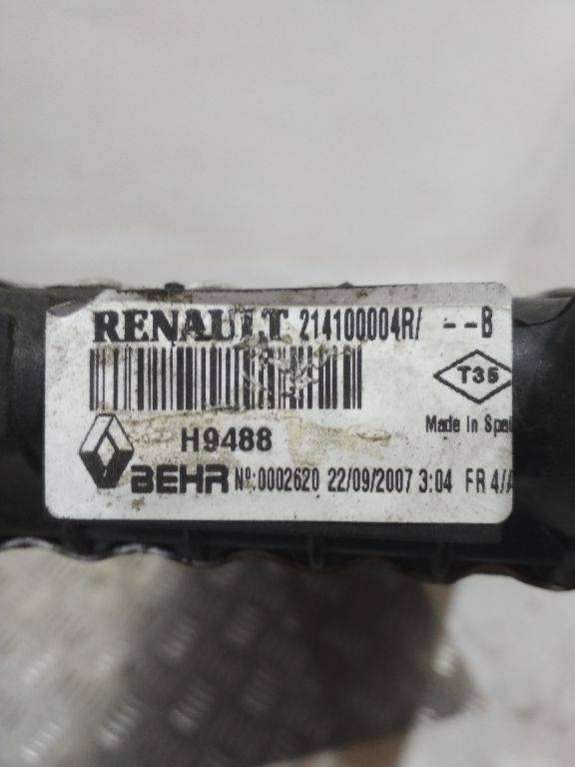 RENAULT 214100004R/ --B
T35
Made In Spai
H9488
BEHR Nº:0002620 22/09/2007 3:04 FR 4/A